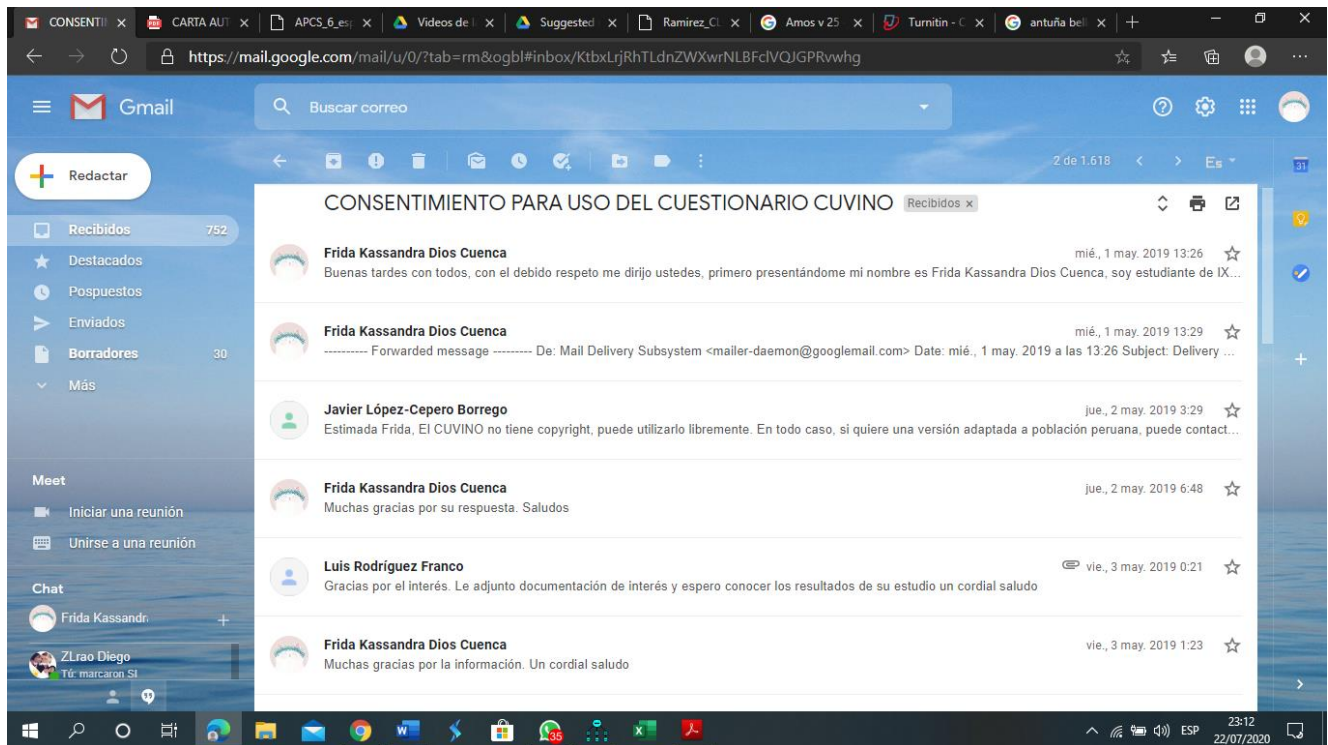 CONSENTI
CARTA AUT
APCS_6_es
Videos de
Suggested
Ramirez_CL
Amos v 25
Turnitin - C
antuña bel
https://mail.google.com/mail/u/0/?tab=rm&ogbl#inbox/KtbxLrjRhTLdnZWXwrNLBFclVQJGPRvwhg
Gmail
Buscar correo
Redactar
2 de 1.618
Es
31
CONSENTIMIENTO PARA USO DEL CUESTIONARIO CUVINO Recibidos x
Recibidos 752
Destacados
Pospuestos
Enviados
Borradores 30
Más
Frida Kassandra Dios Cuenca mié., 1 may. 2019 13:26
Buenas tardes con todos, con el debido respeto me dirijo ustedes, primero presentándome mi nombre es Frida Kassandra Dios Cuenca, soy estudiante de IX...
Frida Kassandra Dios Cuenca mié., 1 may. 2019 13:29
---------- Forwarded message --------- De: Mail Delivery Subsystem <mailer-daemon@googlemail.com> Date: mié., 1 may. 2019 a las 13:26 Subject: Delivery ...
Javier López-Cepero Borrego jue., 2 may. 2019 3:29
Estimada Frida, El CUVINO no tiene copyright, puede utilizarlo libremente. En todo caso, si quiere una versión adaptada a población peruana, puede contact...
Frida Kassandra Dios Cuenca jue., 2 may. 2019 6:48
Muchas gracias por su respuesta. Saludos
Luis Rodríguez Franco vie., 3 may. 2019 0:21
Gracias por el interés. Le adjunto documentación de interés y espero conocer los resultados de su estudio un cordial saludo
Frida Kassandra Dios Cuenca vie., 3 may. 2019 1:23
Muchas gracias por la información. Un cordial saludo
Meet
Iniciar una reunión
Unirse a una reunión
Chat
Frida Kassandr
ZLrao Diego
Tú: marcaron SI
35
ESP
23:12
22/07/2020